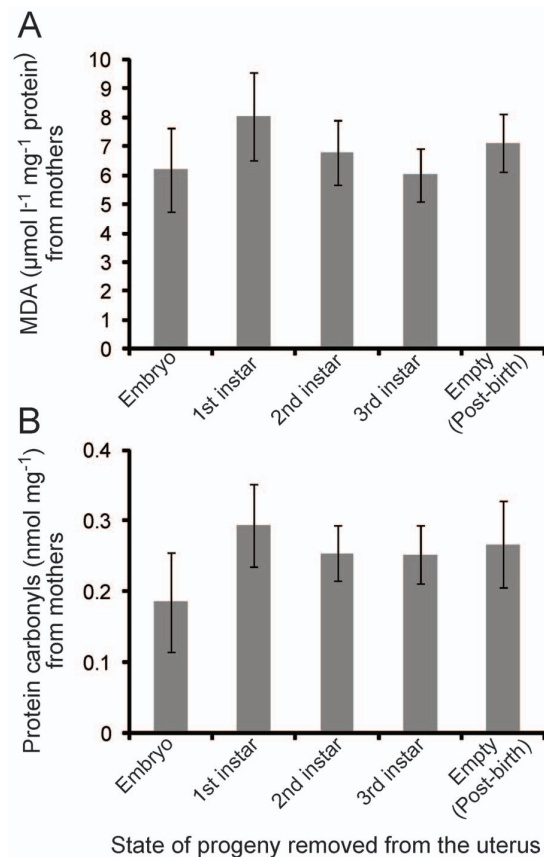 A
MDA (µmol l⁻¹ mg⁻¹ protein)
from mothers
10
9
8
7
6
5
4
3
2
1
0
Embryo
1st instar
2nd instar
3rd instar
Empty
(Post-birth)
B
Protein carbonyls (nmol mg⁻¹)
from mothers
0.4
0.3
0.2
0.1
0
Embryo
1st instar
2nd instar
3rd instar
Empty
(Post-birth)
State of progeny removed from the uterus